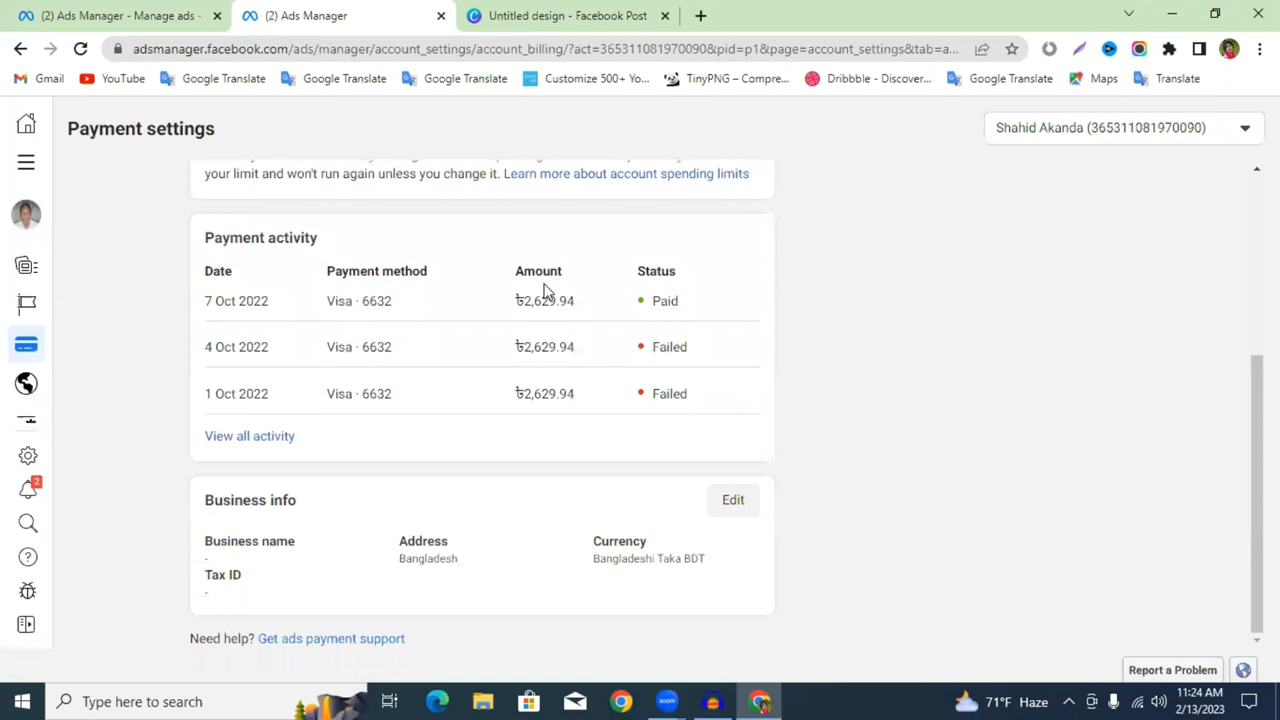 (2) Ads Manager - Manage ads -
(2) Ads Manager
Untitled design - Facebook Post
adsmanager.facebook.com/ads/manager/account_settings/account_billing/?act=365311081970090&pid=p1&page=account_settings&tab=a...
Gmail
YouTube
Google Translate
Google Translate
Google Translate
Customize 500+ Yo...
TinyPNG – Compre...
Dribbble - Discover...
Google Translate
Maps
Translate
Payment settings
Shahid Akanda (365311081970090)
your limit and won't run again unless you change it. Learn more about account spending limits
Payment activity
Date Payment method Amount Status
7 Oct 2022 Visa · 6632 ৳2,629.94 Paid
4 Oct 2022 Visa · 6632 ৳2,629.94 Failed
1 Oct 2022 Visa · 6632 ৳2,629.94 Failed
View all activity
Business info
Edit
Business name Address Currency
- Bangladesh Bangladeshi Taka BDT
Tax ID
-
2
Need help? Get ads payment support
Report a Problem
Type here to search
zoom
71°F Haze
11:24 AM
2/13/2023